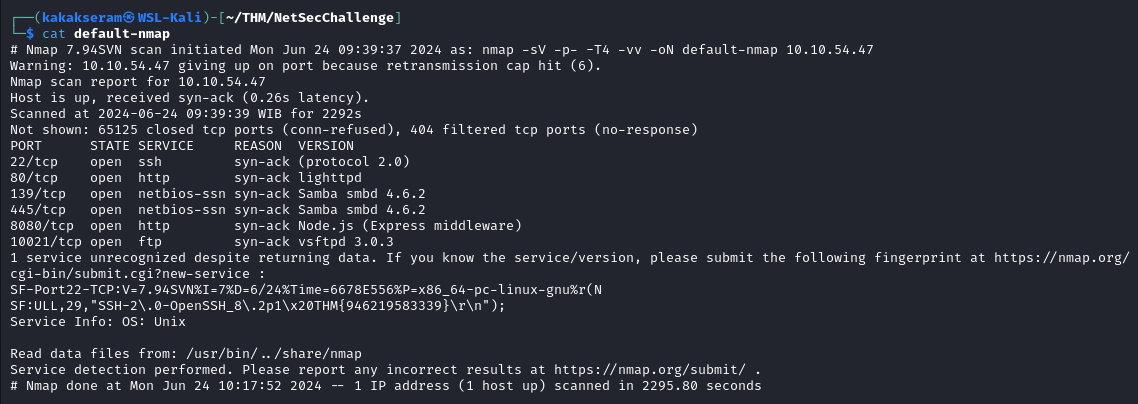 ┌──(kakakseram㉿WSL-Kali)-[~/THM/NetSecChallenge]
└─$ cat default-nmap
# Nmap 7.94SVN scan initiated Mon Jun 24 09:39:37 2024 as: nmap -sV -p- -T4 -vv -oN default-nmap 10.10.54.47
Warning: 10.10.54.47 giving up on port because retransmission cap hit (6).
Nmap scan report for 10.10.54.47
Host is up, received syn-ack (0.26s latency).
Scanned at 2024-06-24 09:39:39 WIB for 2292s
Not shown: 65125 closed tcp ports (conn-refused), 404 filtered tcp ports (no-response)
PORT      STATE SERVICE     REASON  VERSION
22/tcp    open  ssh         syn-ack (protocol 2.0)
80/tcp    open  http        syn-ack lighttpd
139/tcp   open  netbios-ssn syn-ack Samba smbd 4.6.2
445/tcp   open  netbios-ssn syn-ack Samba smbd 4.6.2
8080/tcp  open  http        syn-ack Node.js (Express middleware)
10021/tcp open  ftp         syn-ack vsftpd 3.0.3
1 service unrecognized despite returning data. If you know the service/version, please submit the following fingerprint at https://nmap.org/
cgi-bin/submit.cgi?new-service :
SF-Port22-TCP:V=7.94SVN%I=7%D=6/24%Time=6678E556%P=x86_64-pc-linux-gnu%r(N
SF:ULL,29,"SSH-2\.0-OpenSSH_8\.2p1\x20THM{946219583339}\r\n");
Service Info: OS: Unix
Read data files from: /usr/bin/../share/nmap
Service detection performed. Please report any incorrect results at https://nmap.org/submit/ .
# Nmap done at Mon Jun 24 10:17:52 2024 -- 1 IP address (1 host up) scanned in 2295.80 seconds